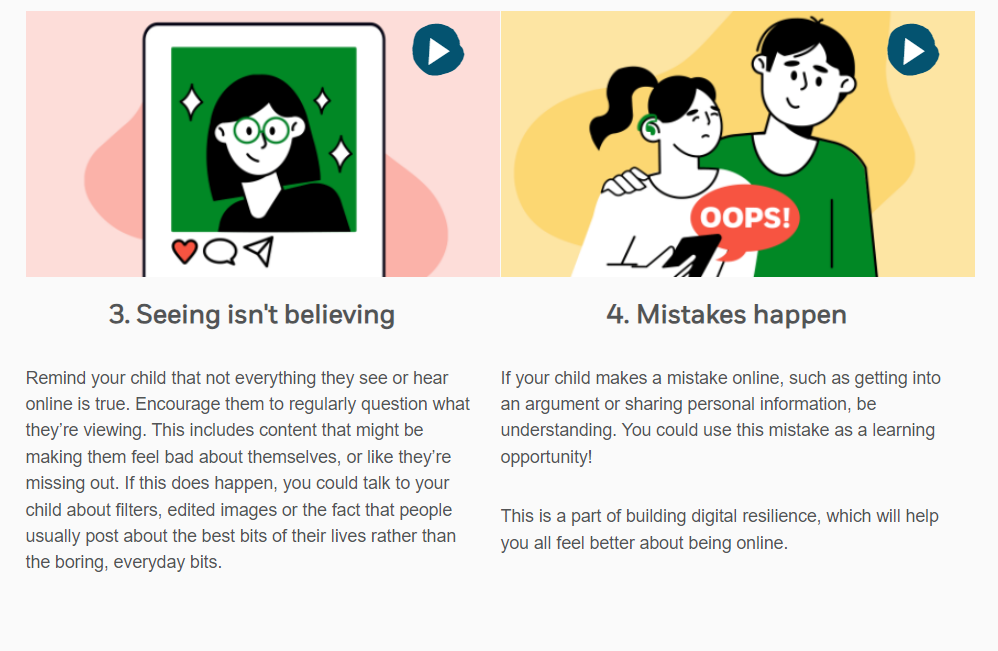 OOPS!
3. Seeing isn't believing
Remind your child that not everything they see or hear
online is true. Encourage them to regularly question what
they’re viewing. This includes content that might be
making them feel bad about themselves, or like they’re
missing out. If this does happen, you could talk to your
child about filters, edited images or the fact that people
usually post about the best bits of their lives rather than
the boring, everyday bits.
4. Mistakes happen
If your child makes a mistake online, such as getting into
an argument or sharing personal information, be
understanding. You could use this mistake as a learning
opportunity!
This is a part of building digital resilience, which will help
you all feel better about being online.